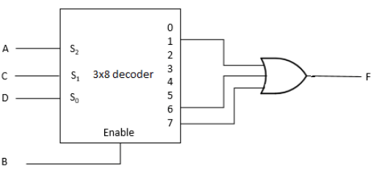 0
A S₂ 1
2
C S₁ 3x8 decoder 3
4
D S₀ 5
6
7
F
Enable
B